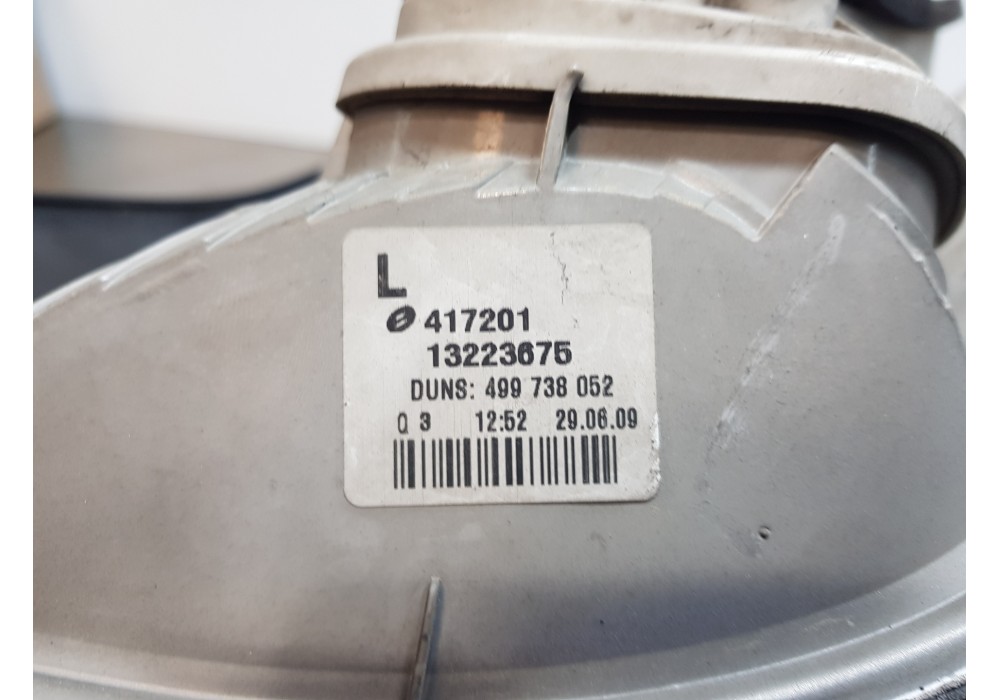 L
417201
13223675
DUNS: 499 738 052
Q 3 12:52 29.06.09